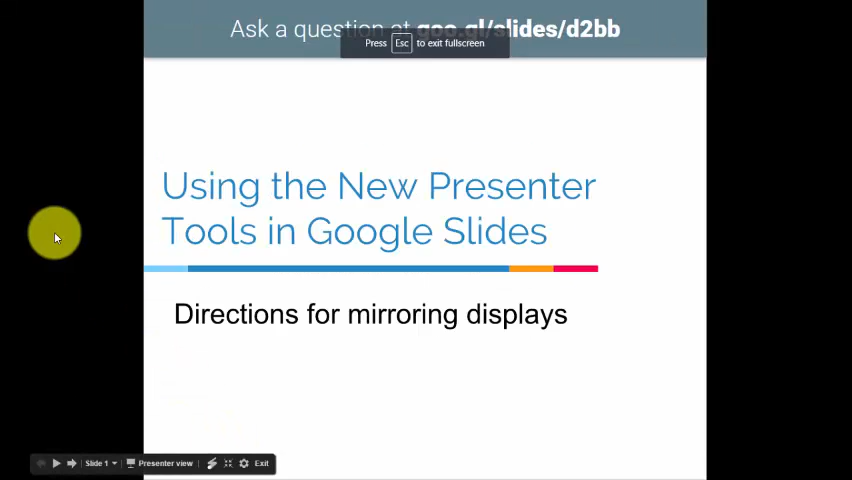 Ask a question at goo.gl/slides/d2bb
Press Esc to exit fullscreen
Using the New Presenter
Tools in Google Slides
Directions for mirroring displays
Slide 1 Presenter view Exit